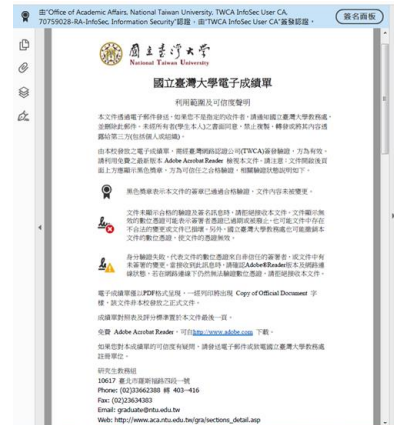 由"Office of Academic Affairs, National Taiwan University, TWCA InfoSec User CA,
70759028-RA-InfoSec, Information Security"認證。由"TWCA InfoSec User CA"簽發認證。
簽名面板
國立臺灣大學
National Taiwan University
國立臺灣大學電子成績單
利用範圍及可信度聲明
本文件透過電子郵件發送，如果您不是指定的收件者，請通知國立臺灣大學教務處，
並刪除此郵件。未經所有者(學生本人)之書面同意，禁止複製、轉發或將其內容透
露給第三方(包括個人或組織)。
由本校發放之電子成績單，需經臺灣網路認證公司(TWCA)簽發驗證，方為有效。
請利用免費之最新版本 Adobe Acrobat Reader 檢視本文件。請注意：文件開啟後頁
面上方應顯示黑色徽章，方為可信任之合格驗證。相關驗證狀態說明如下。
黑色徽章表示本文件的簽章已通過合格驗證，文件內容未被變更。
文件未顯示合格的驗證及簽名訊息時，請拒絕接收本文件。文件顯示無
效的數位憑證可能表示簽署者憑證已過期或被廢止，也可能文件中存在
不合法的變更或文件已損壞。另外，國立臺灣大學教務處也可能撤銷本
文件的數位憑證，使文件的憑證無效。
身分驗證失敗，代表文件的數位憑證來自非信任的簽署者，或文件中有
未簽署的變更。當接收到此訊息時，請確認Adobe®Reader版本及網路連
線狀態，若在網路連線下仍然無法驗證數位憑證，請拒絕接收本文件。
電子成績單僅以PDF格式呈現，一經列印將出現 Copy of Official Document 字
樣，該文件非本校發放之正式文件。
成績單對照表及評分標準置於本文件最後一頁。
免費 Adobe Acrobat Reader，可自http://www.adobe.com 下載。
如果您對本成績單的可信度有疑問，請發送電子郵件或致電國立臺灣大學教務處
註冊單位。
研究生教務組
10617 臺北市羅斯福路四段一號
Phone: (02)33662388 轉 403—416
Fax: (02)23634383
Email: graduate@ntu.edu.tw
Web: http://www.aca.ntu.edu.tw/gra/sections_detail.asp